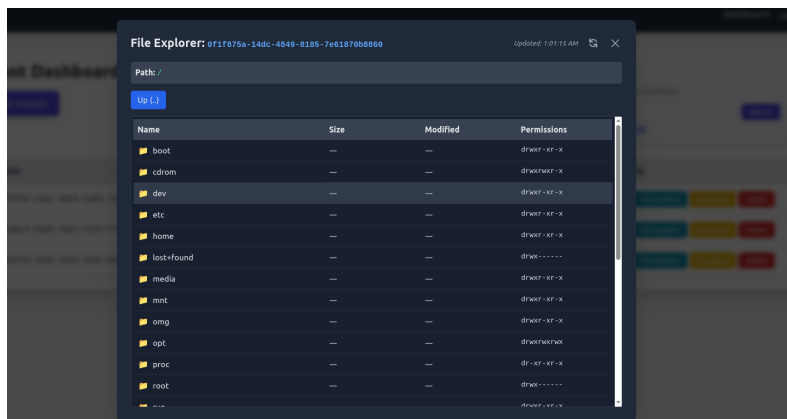 File Explorer: 0f1f875a-14dc-4849-8185-7e61870b8860 Updated: 1:01:15 AM
Path: /
Up (..)
Name Size Modified Permissions
boot --- --- drwxr-xr-x
cdrom --- --- drwxrwxr-x
dev --- --- drwxr-xr-x
etc --- --- drwxr-xr-x
home --- --- drwxr-xr-x
lost+found --- --- drwx------
media --- --- drwxr-xr-x
mnt --- --- drwxr-xr-x
omg --- --- drwxr-xr-x
opt --- --- drwxrwxrwx
proc --- --- dr-xr-xr-x
root --- --- drwx------